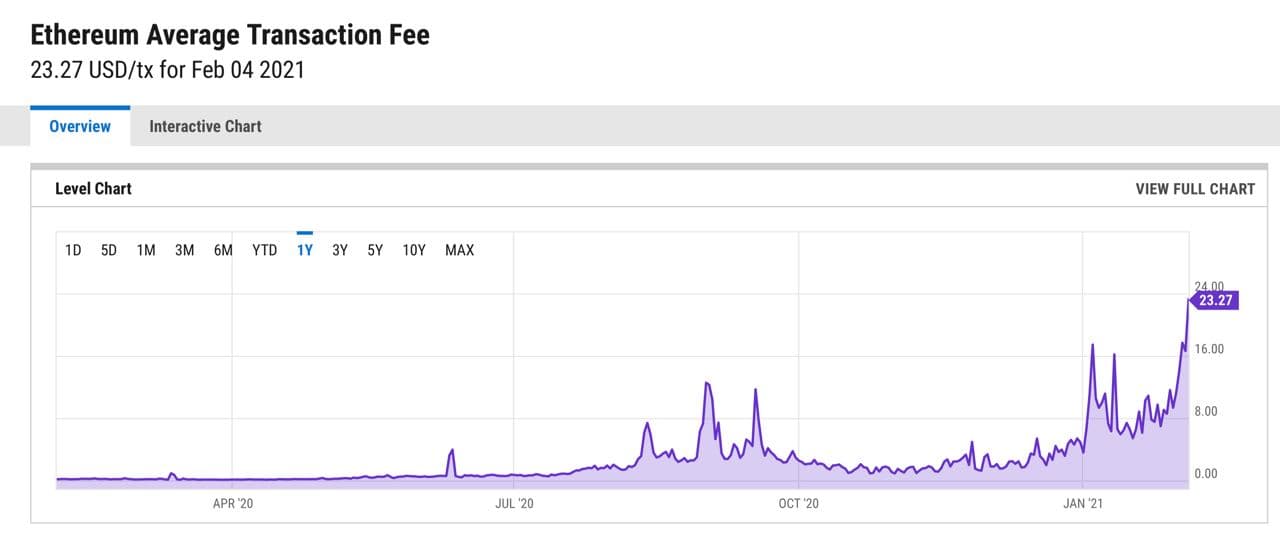 Ethereum Average Transaction Fee
23.27 USD/tx for Feb 04 2021
Overview Interactive Chart
Level Chart VIEW FULL CHART
1D 5D 1M 3M 6M YTD 1Y 3Y 5Y 10Y MAX
24.00
23.27
16.00
8.00
0.00
APR '20 JUL '20 OCT '20 JAN '21